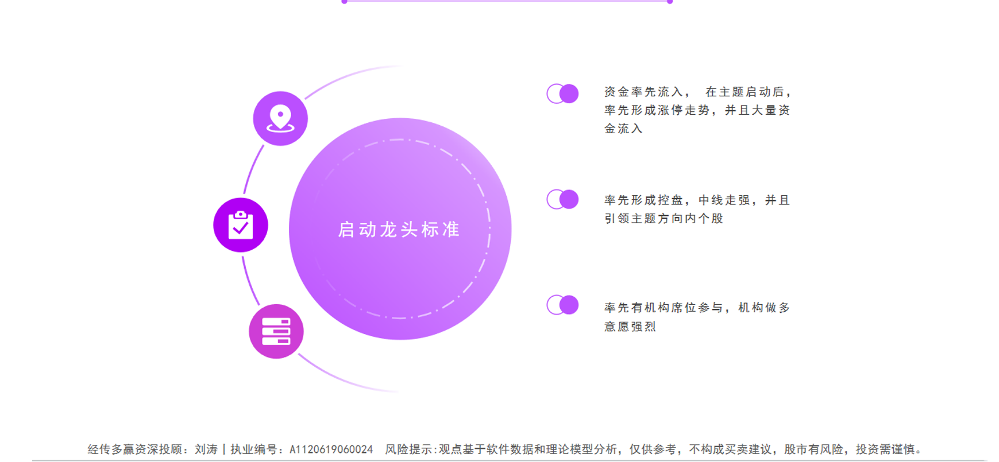 资金率先流入， 在主题启动后，
率先形成涨停走势，并且大量资
金流入
启动龙头标准
率先形成控盘，中线走强，并且
引领主题方向内个股
率先有机构席位参与，机构做多
意愿强烈
经传多赢资深投顾：刘涛丨执业编号：A1120619060024 风险提示:观点基于软件数据和理论模型分析，仅供参考，不构成买卖建议，股市有风险，投资需谨慎。